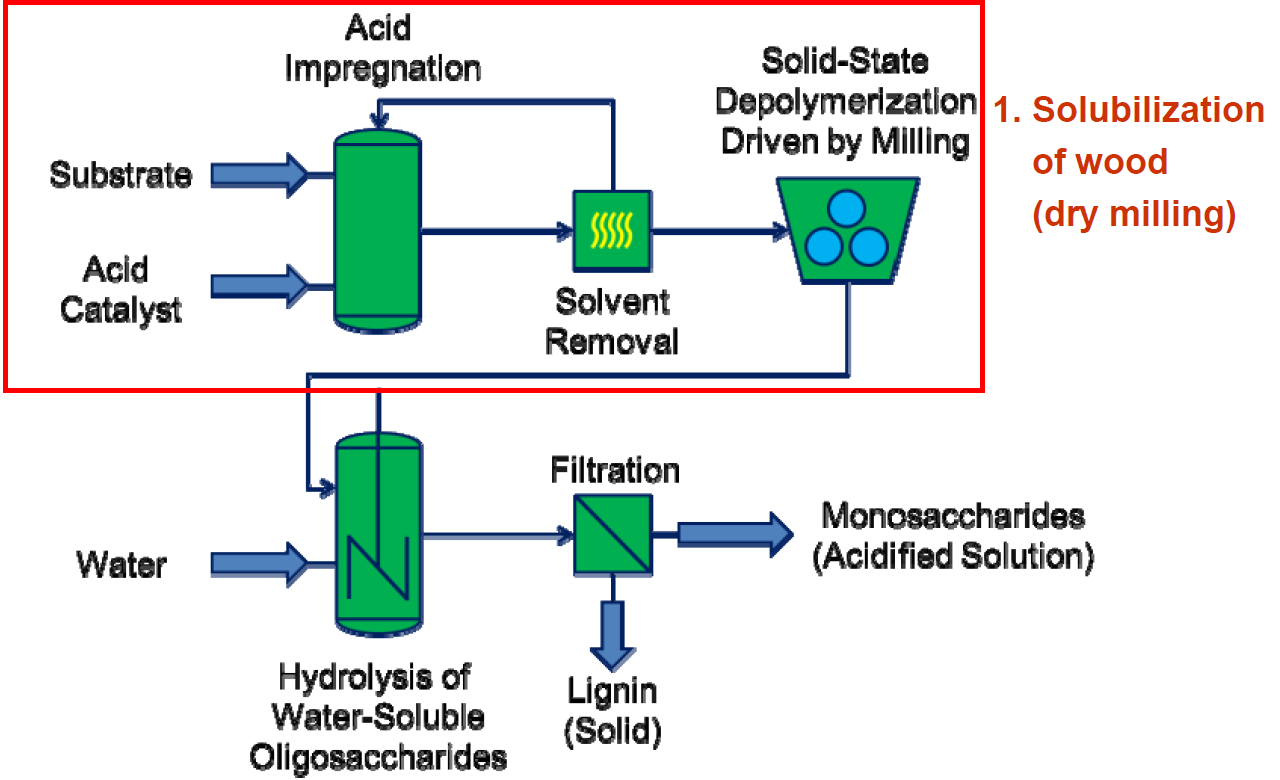 Acid
Impregnation
Solid-State
Depolymerization
Driven by Milling
1. Solubilization
of wood
(dry milling)
Substrate
Acid
Catalyst
Solvent
Removal
Filtration
Monosaccharides
(Acidified Solution)
Water
Hydrolysis of
Water-Soluble
Oligosaccharides
Lignin
(Solid)